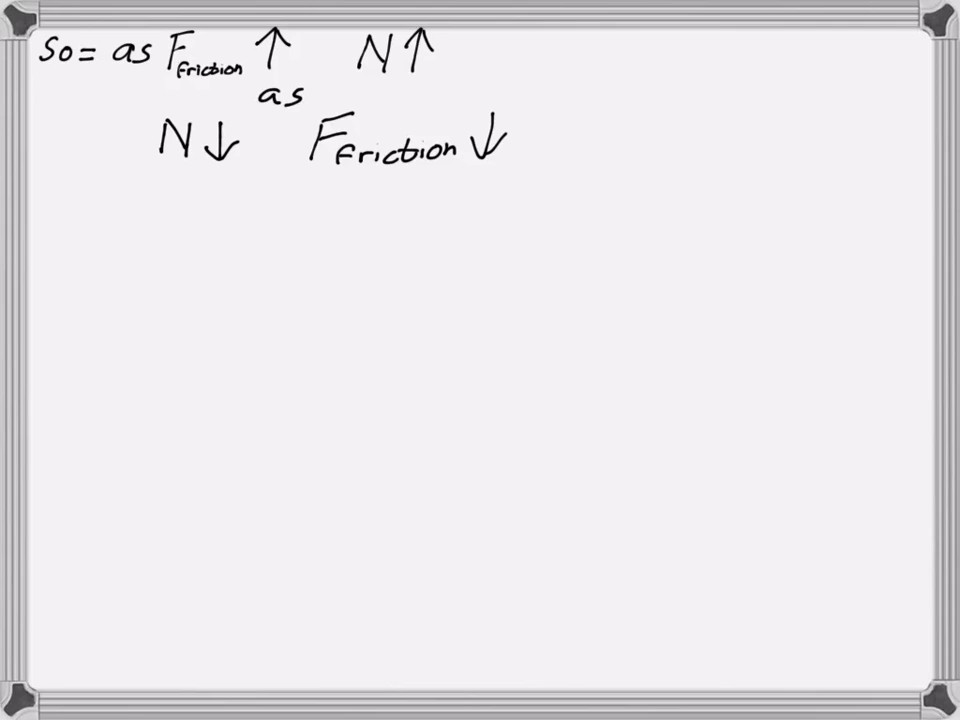 So= as Ffriction ↑ N↑
as
N↓ Ffriction ↓